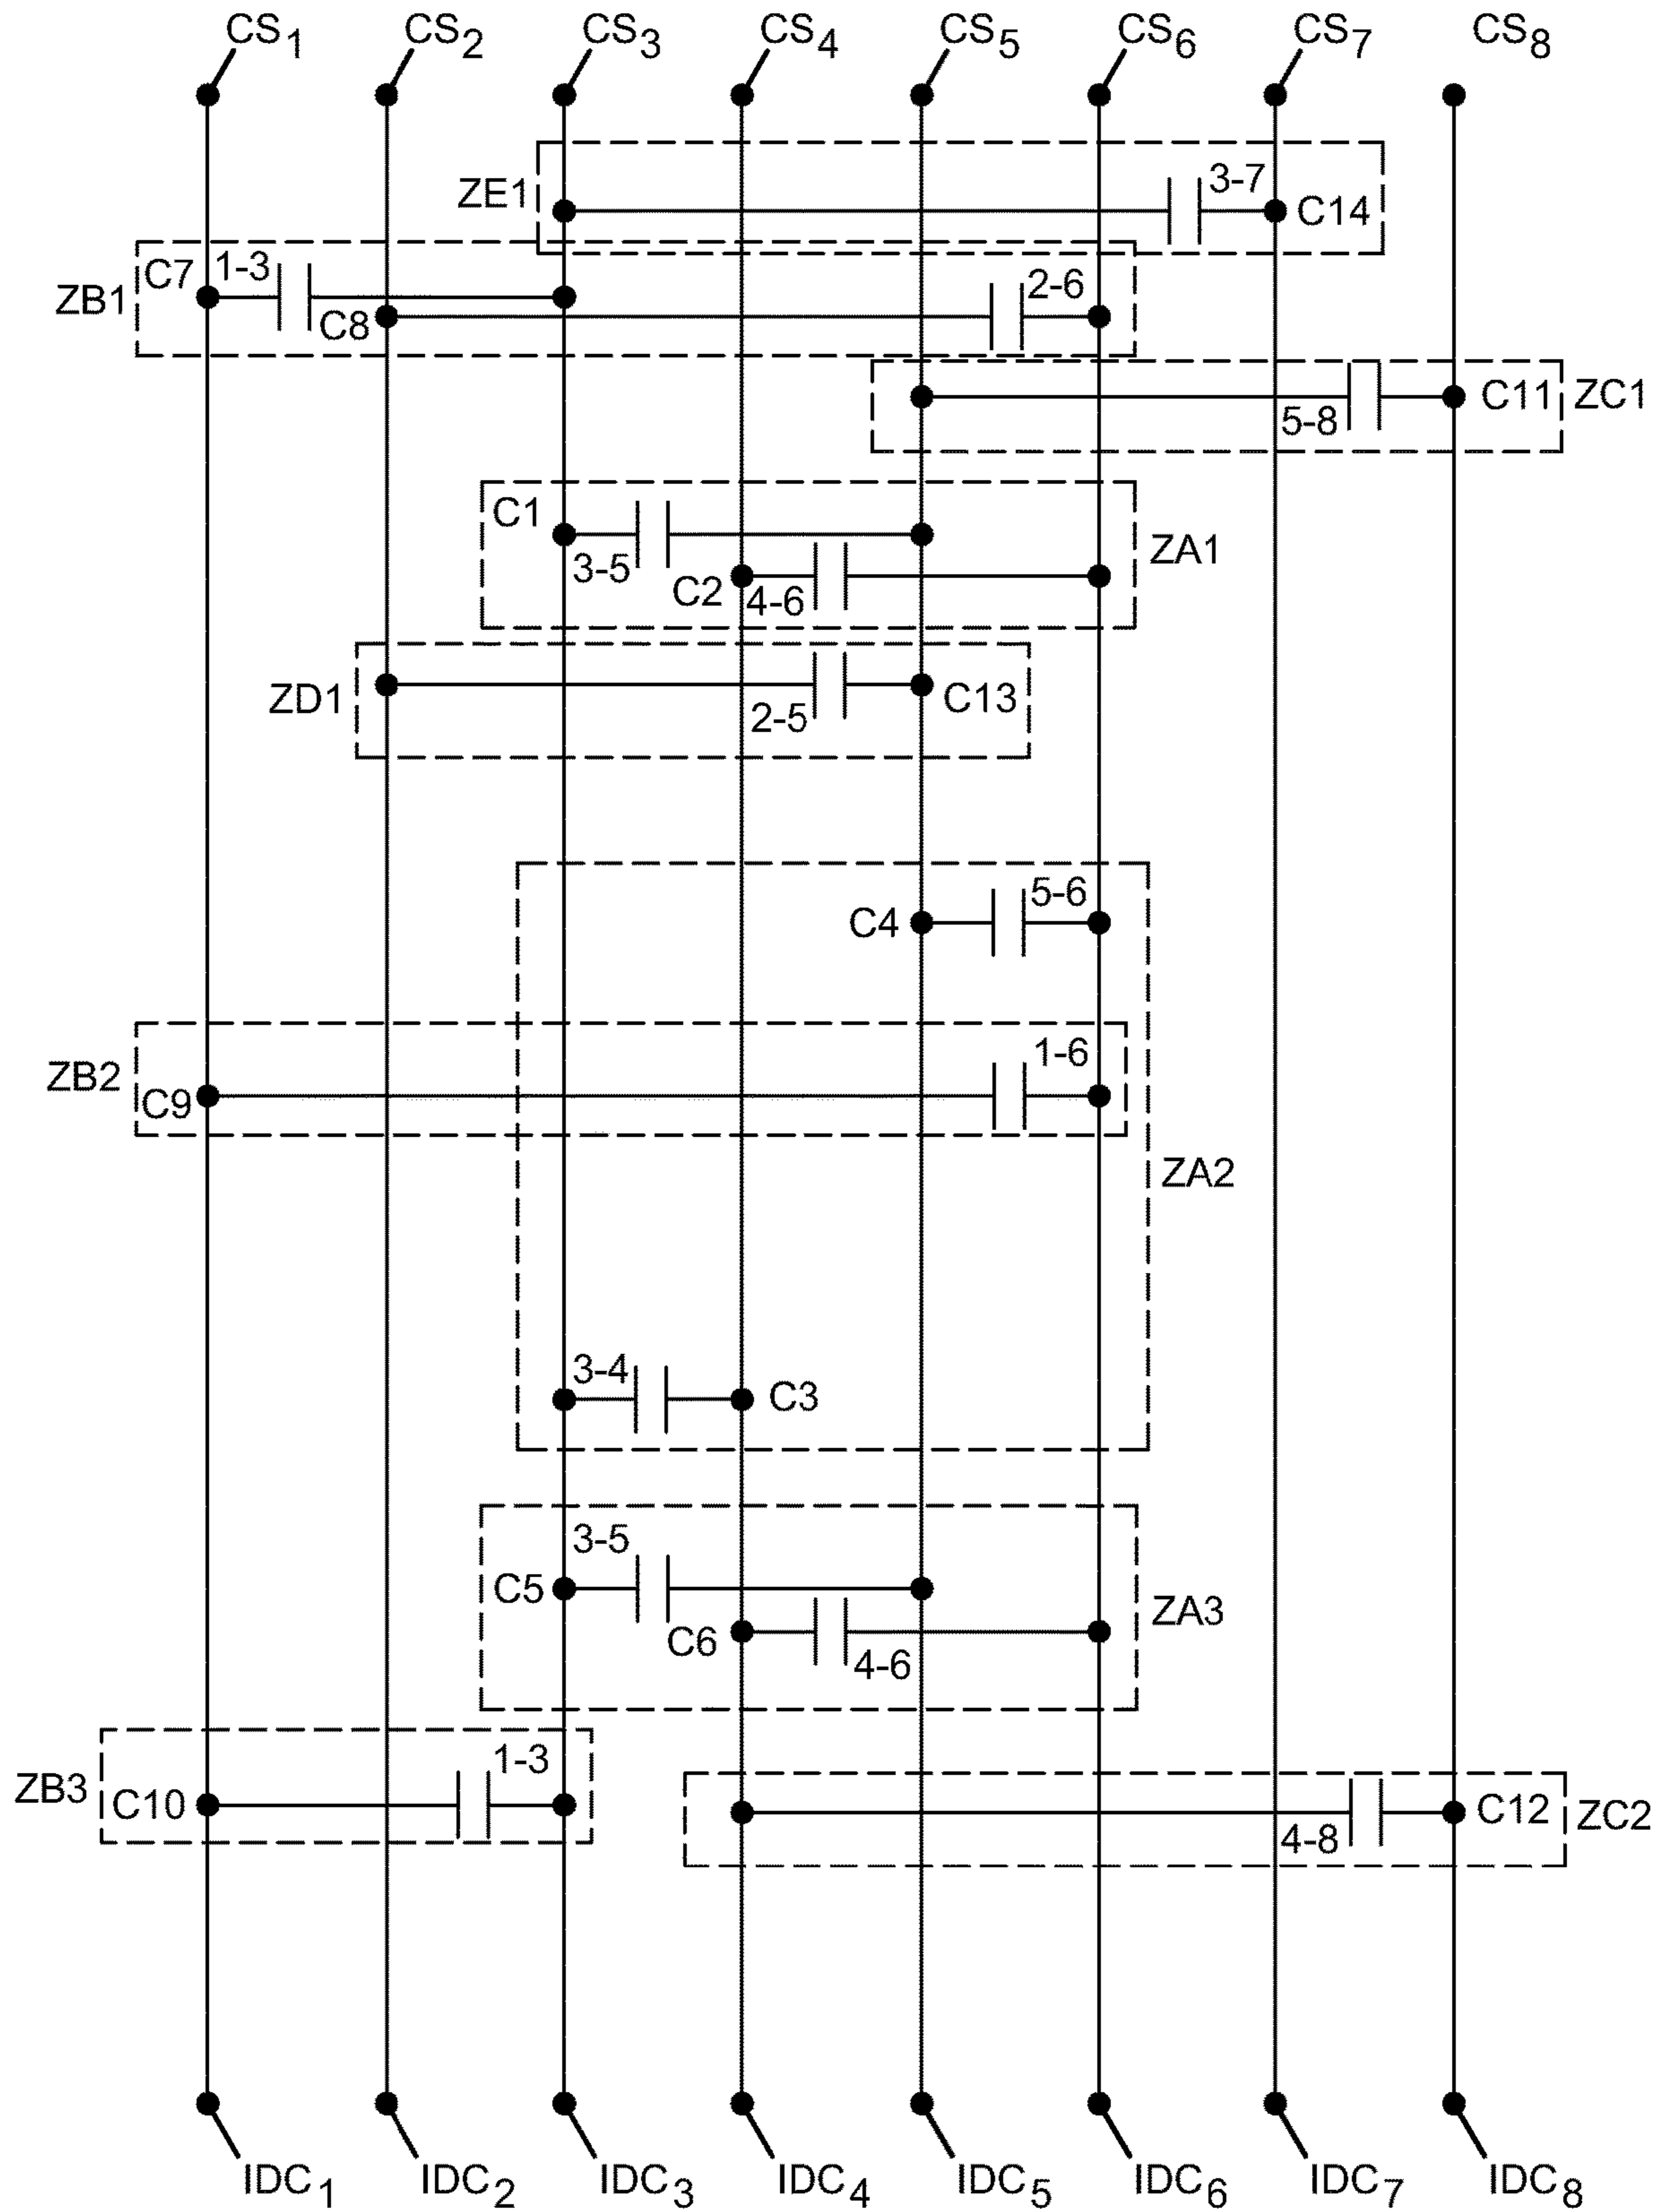 CS1 CS2 CS3 CS4 CS5 CS6 CS7 CS8
ZE1 3-7 C14
ZB1 C7 1-3 C8 2-6
5-8 C11 ZC1
C1 3-5 C2 4-6 ZA1
ZD1 2-5 C13
C4 5-6
ZB2 C9 1-6
ZA2
3-4 C3
3-5
C5 C6 4-6 ZA3
ZB3 C10 1-3
4-8 C12 ZC2
IDC1 IDC2 IDC3 IDC4 IDC5 IDC6 IDC7 IDC8